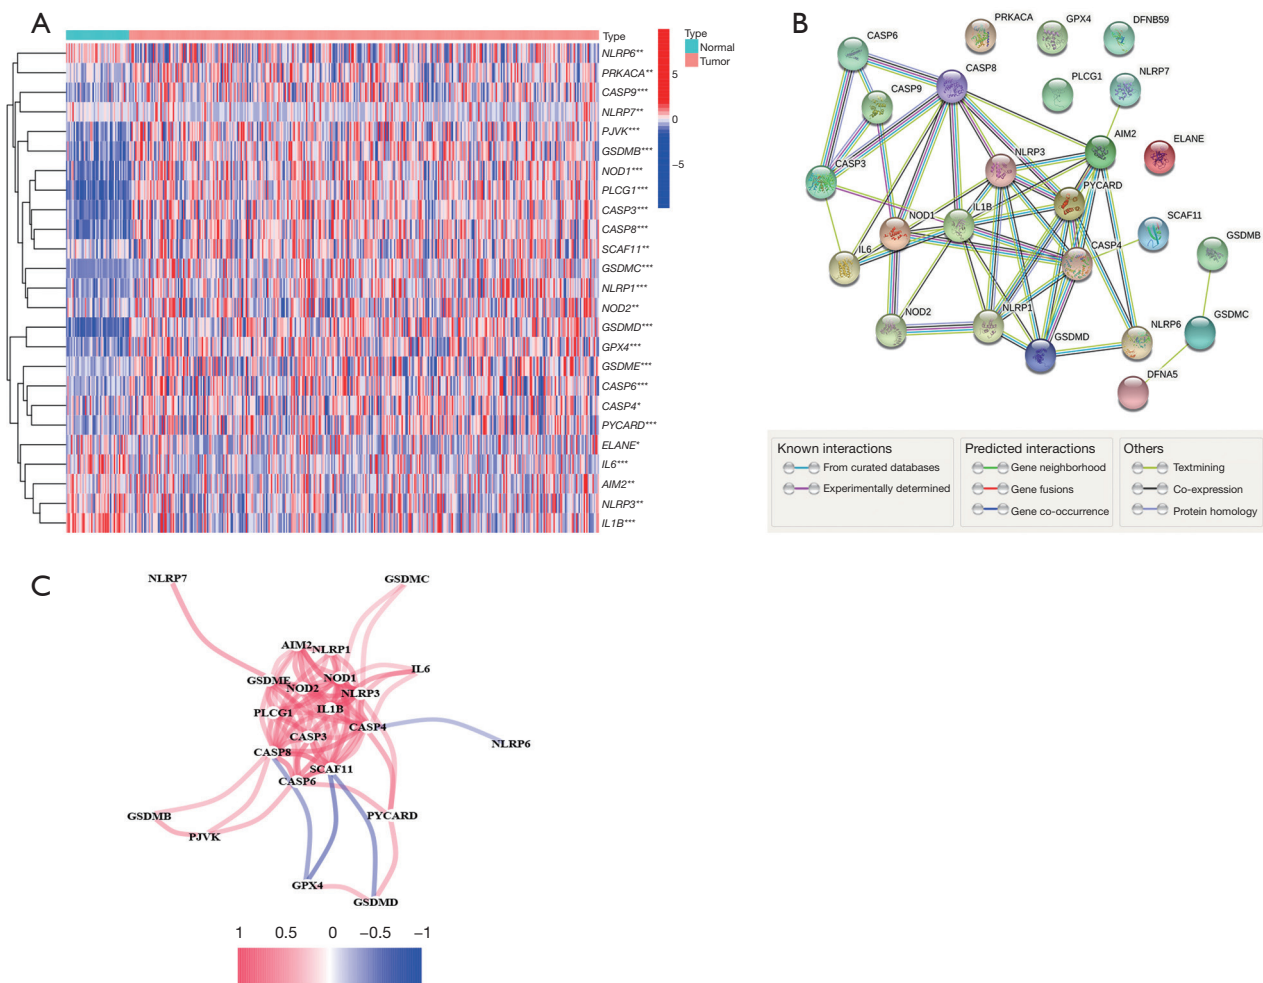 A
Type
NLRP6**
PRKACA**
CASP9***
NLRP7**
PJVK***
GSDMB***
NOD1***
PLCG1***
CASP3***
CASP8***
SCAF11**
GSDMC***
NLRP1***
NOD2**
GSDMD***
GPX4***
GSDME***
CASP6***
CASP4*
PYCARD***
ELANE*
IL6***
AIM2**
NLRP3**
IL1B***
5
0
−5
Type
Normal
Tumor
B
PRKACA
GPX4
DFNB59
CASP6
CASP8
PLCG1
NLRP7
CASP9
AIM2
ELANE
NLRP3
CASP3
PYCARD
IL1B
NOD1
SCAF11
GSDMB
IL6
CASP4
NOD2
NLRP1
GSDMC
NLRP6
GSDMD
DFNA5
Known interactions
From curated databases
Experimentally determined
Predicted interactions
Gene neighborhood
Gene fusions
Gene co-occurrence
Others
Textmining
Co-expression
Protein homology
C
NLRP7
GSDMC
AIM2
NLRP1
IL6
GSDME
NOD1
NOD2
NLRP3
PLCG1
IL1B
CASP4
CASP3
NLRP6
CASP8
SCAF11
CASP6
GSDMB
PYCARD
PJVK
GPX4
GSDMD
1 0.5 0 −0.5 −1